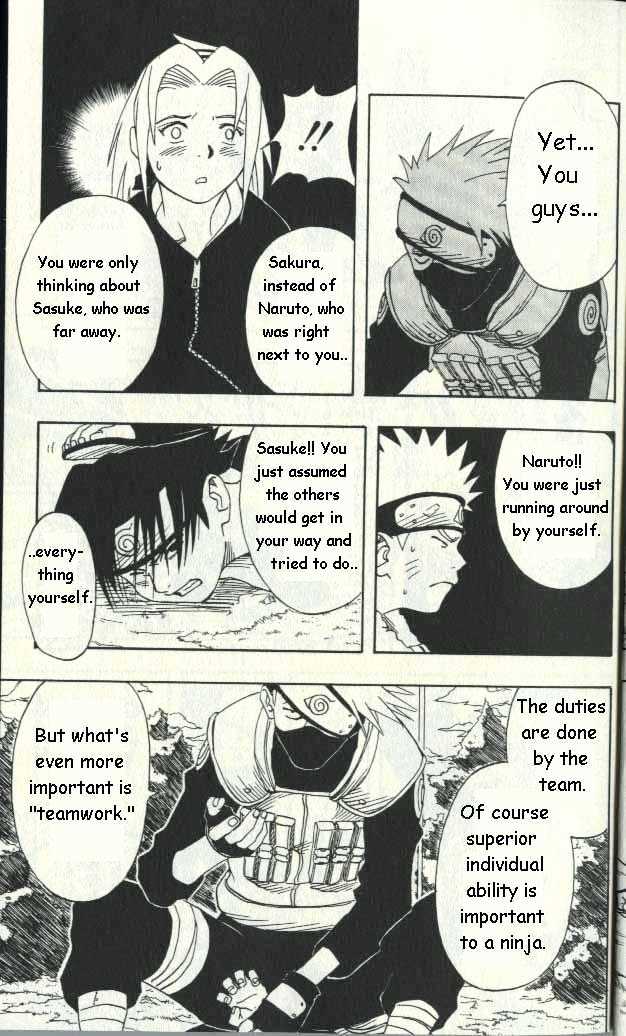 Yet...
You
guys...
!!
Sakura,
instead of
Naruto, who
was right
next to you..
You were only
thinking about
Sasuke, who was
far away.
Naruto!!
You were just
running around
by yourself.
Sasuke!! You
just assumed
the others
would get in
your way and
tried to do..
..every-
thing
yourself.
The duties
are done
by the
team.
Of course
superior
individual
ability is
important
to a ninja.
But what's
even more
important is
"teamwork."